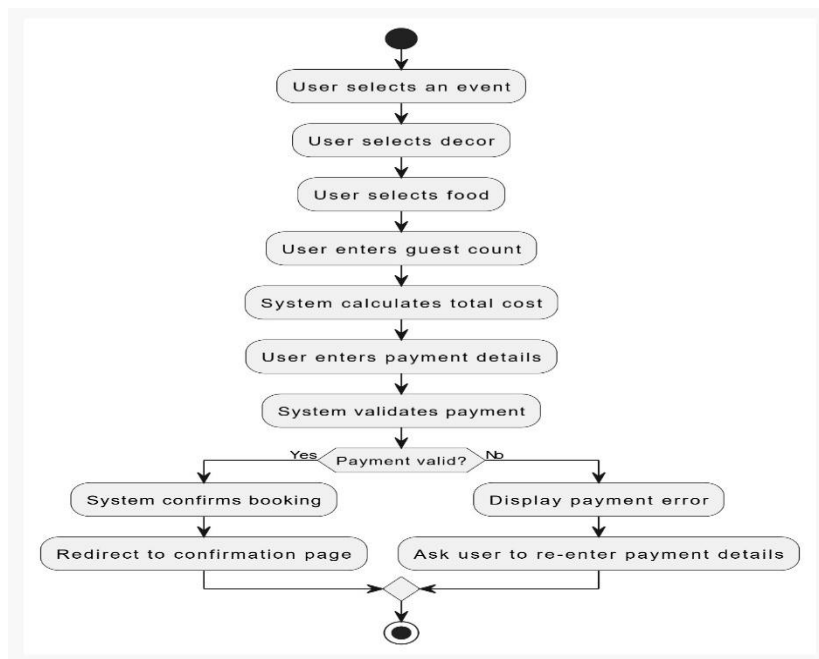 User selects an event
User selects decor
User selects food
User enters guest count
System calculates total cost
User enters payment details
System validates payment
Yes
Payment valid?
No
System confirms booking
Display payment error
Redirect to confirmation page
Ask user to re-enter payment details